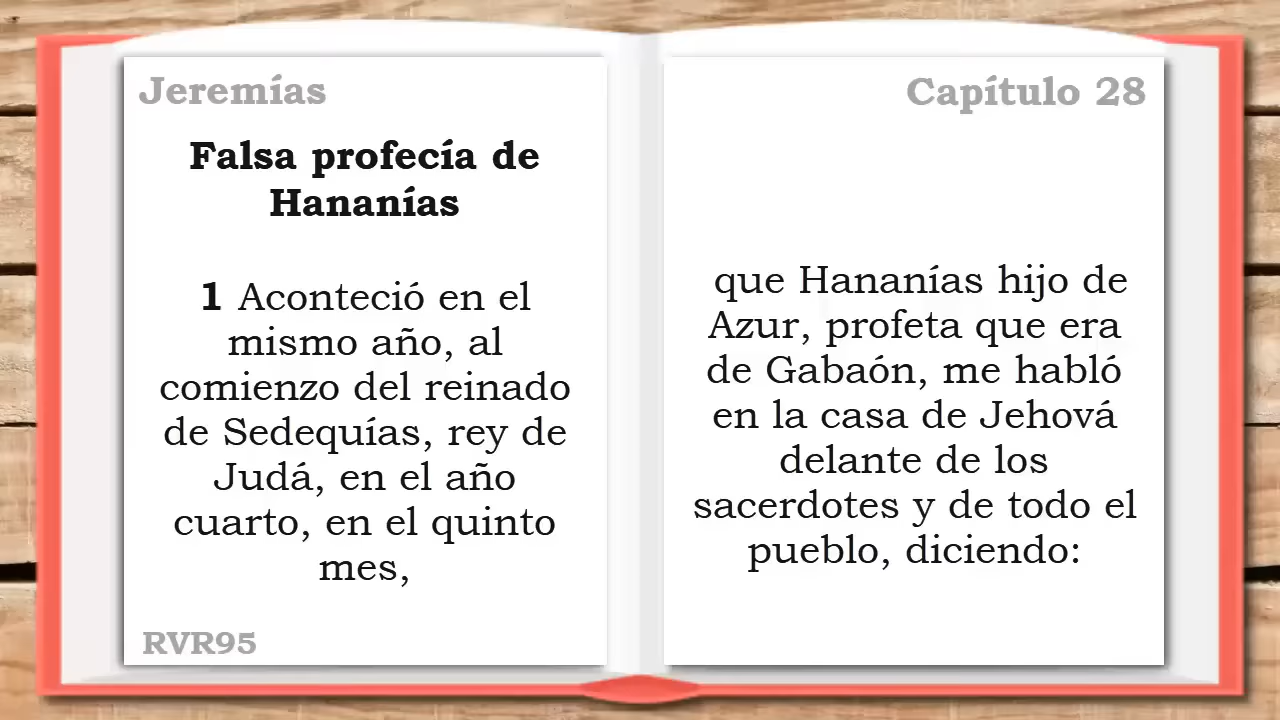 Jeremías
Falsa profecía de
Hananías
1 Aconteció en el
mismo año, al
comienzo del reinado
de Sedequías, rey de
Judá, en el año
cuarto, en el quinto
mes,
RVR95
Capítulo 28
que Hananías hijo de
Azur, profeta que era
de Gabaón, me habló
en la casa de Jehová
delante de los
sacerdotes y de todo el
pueblo, diciendo: